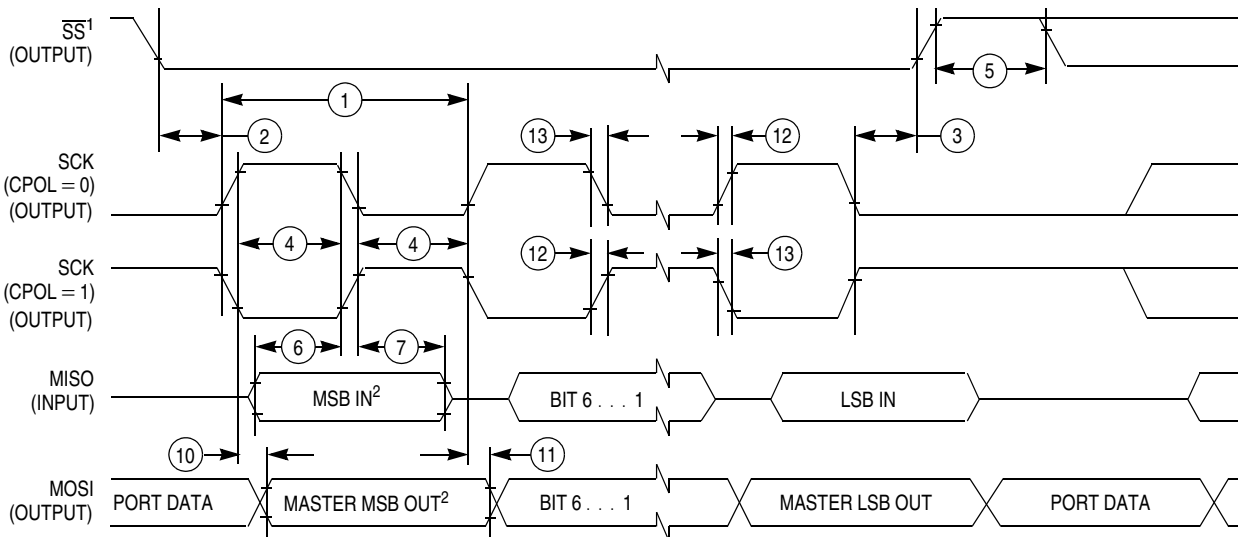 SS¹
(OUTPUT)
5
1
2
13
12
3
SCK
(CPOL = 0)
(OUTPUT)
4
4
SCK
(CPOL = 1)
(OUTPUT)
12
13
6
7
MISO
(INPUT)
MSB IN²
BIT 6 . . . 1
LSB IN
10
11
MOSI
(OUTPUT)
PORT DATA
MASTER MSB OUT²
BIT 6 . . . 1
MASTER LSB OUT
PORT DATA